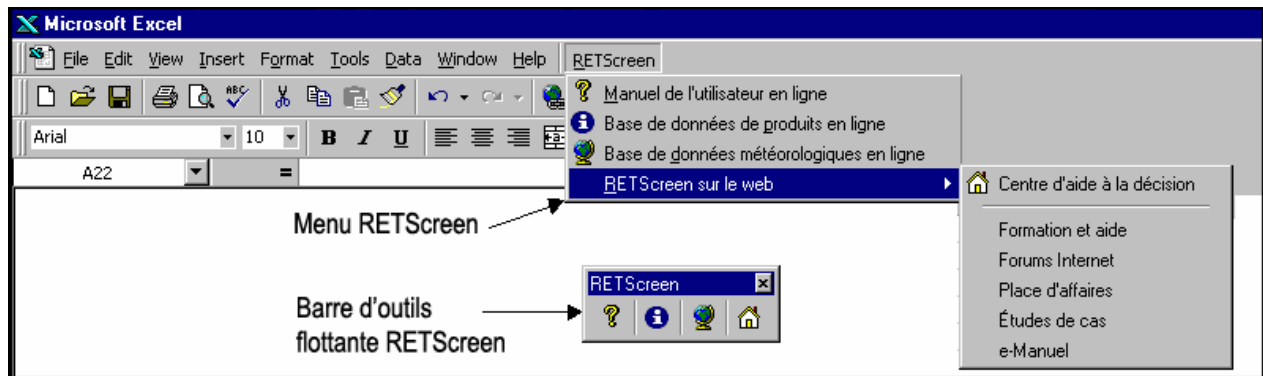 Microsoft Excel
File Edit View Insert Format Tools Data Window Help RETScreen
Manuel de l'utilisateur en ligne
ABC
Base de données de produits en ligne
Arial 10 B I U
Base de données météorologiques en ligne
A22 =
RETScreen sur le web
Centre d'aide à la décision
Formation et aide
Forums Internet
Place d'affaires
Études de cas
e-Manuel
Menu RETScreen
RETScreen
Barre d'outils
flottante RETScreen